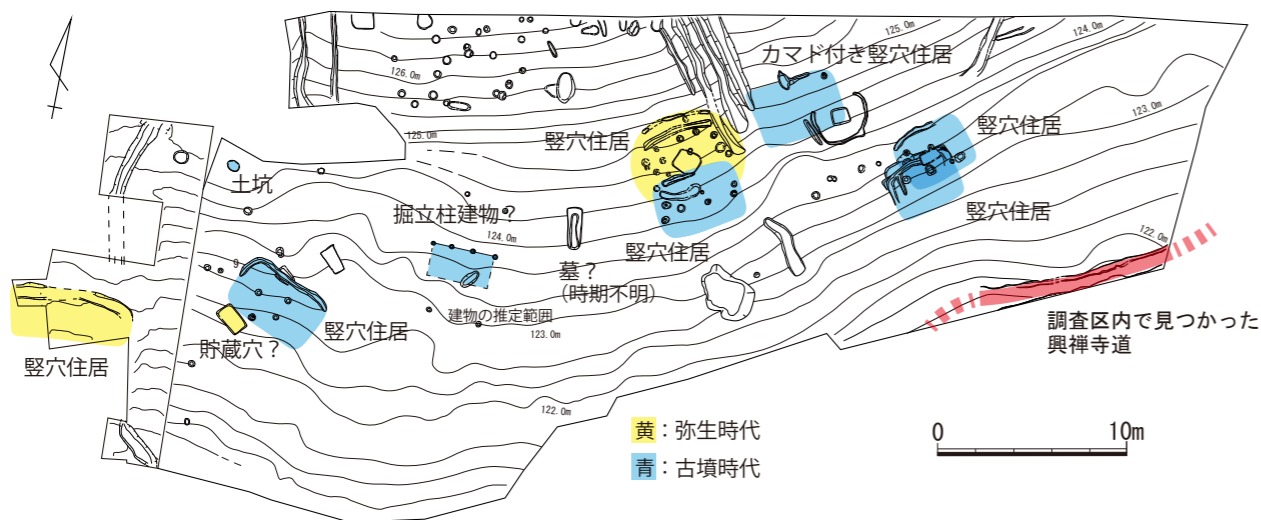 125.0m
124.0m
カマド付き竪穴住居
126.0m
123.0m
125.0m
竪穴住居
竪穴住居
土坑
掘立柱建物?
竪穴住居
124.0m
竪穴住居
122.0m
墓?
(時期不明)
9
建物の推定範囲
123.0m
竪穴住居
貯蔵穴?
竪穴住居
調査区内で見つかった
興禅寺道
122.0m
黄:弥生時代
青:古墳時代
0 10m